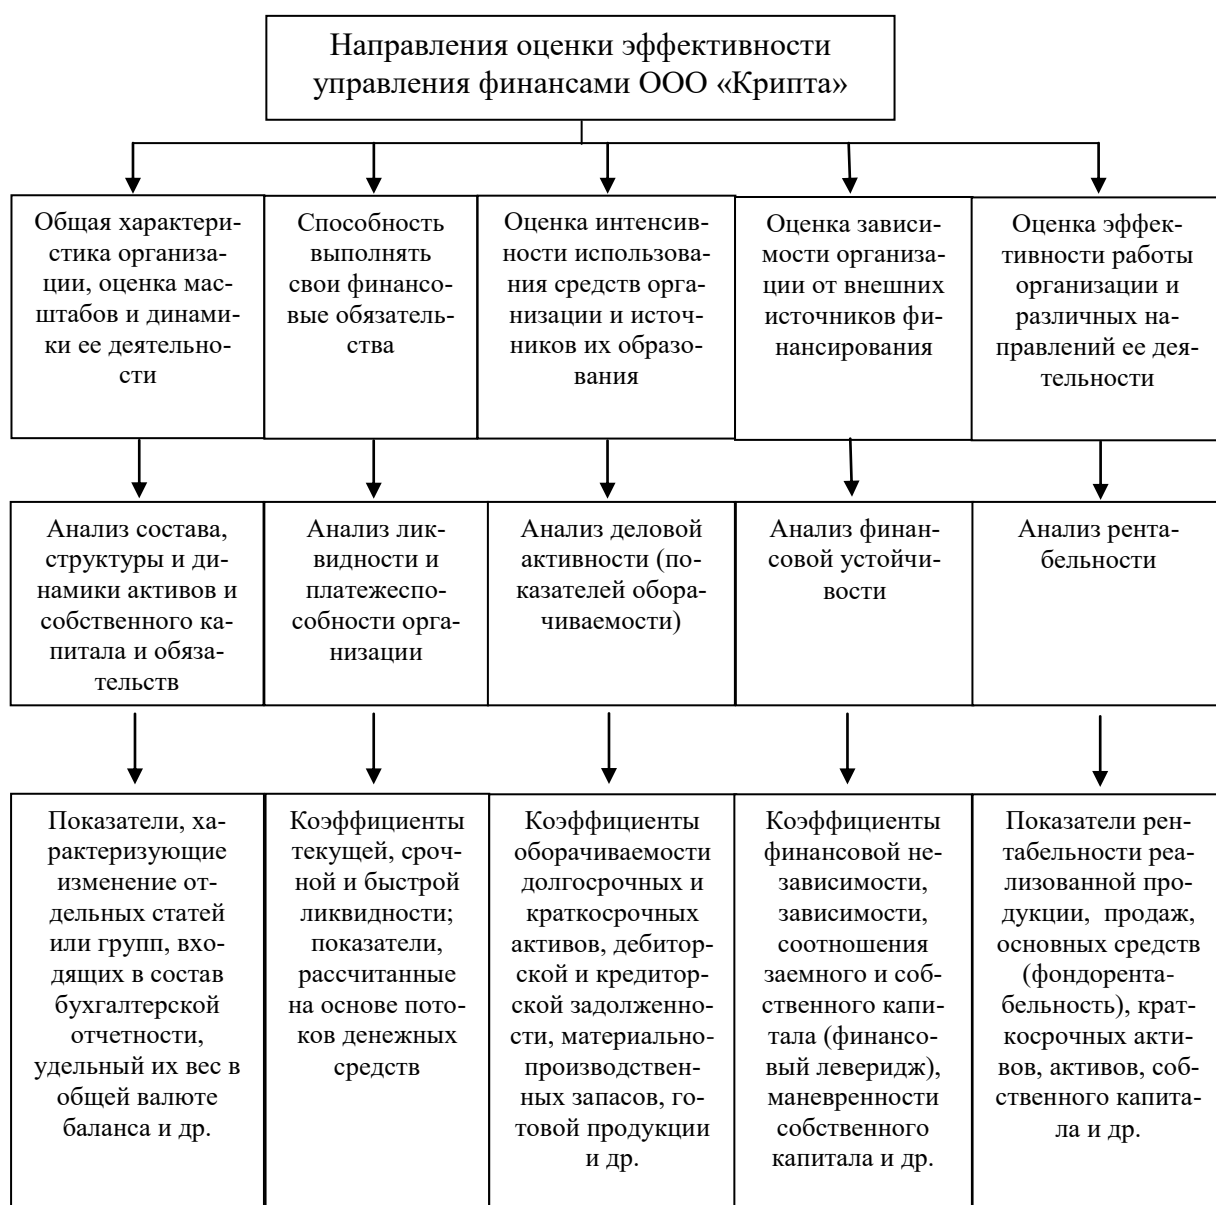 Направления оценки эффективности
управления финансами ООО «Крипта»
Общая характери-
стика организа-
ции, оценка мас-
штабов и динами-
ки ее деятельно-
сти
Способность
выполнять
свои финансо-
вые обязатель-
ства
Оценка интенсив-
ности использова-
ния средств орга-
низации и источ-
ников их образо-
вания
Оценка зависи-
мости организа-
ции от внешних
источников фи-
нансирования
Оценка эффек-
тивности работы
организации и
различных на-
правлений ее дея-
тельности
Анализ состава,
структуры и ди-
намики активов и
собственного ка-
питала и обяза-
тельств
Анализ лик-
видности и
платежеспо-
собности орга-
низации
Анализ деловой
активности (по-
казателей обора-
чиваемости)
Анализ финан-
совой устойчи-
вости
Анализ рента-
бельности
Показатели, ха-
рактеризующие
изменение от-
дельных статей
или групп, вхо-
дящих в состав
бухгалтерской
отчетности,
удельный их вес в
общей валюте
баланса и др.
Коэффициенты
текущей, сроч-
ной и быстрой
ликвидности;
показатели,
рассчитанные
на основе пото-
ков денежных
средств
Коэффициенты
оборачиваемости
долгосрочных и
краткосрочных
активов, дебитор-
ской и кредитор-
ской задолженно-
сти, материально-
производствен-
ных запасов, го-
товой продукции
и др.
Коэффициенты
финансовой не-
зависимости,
зависимости,
соотношения
заемного и соб-
ственного капи-
тала (финансо-
вый леверидж),
маневренности
собственного
капитала и др.
Показатели рен-
табельности реа-
лизованной про-
дукции, продаж,
основных средств
(фондорента-
бельность), крат-
косрочных акти-
вов, активов, соб-
ственного капита-
ла и др.